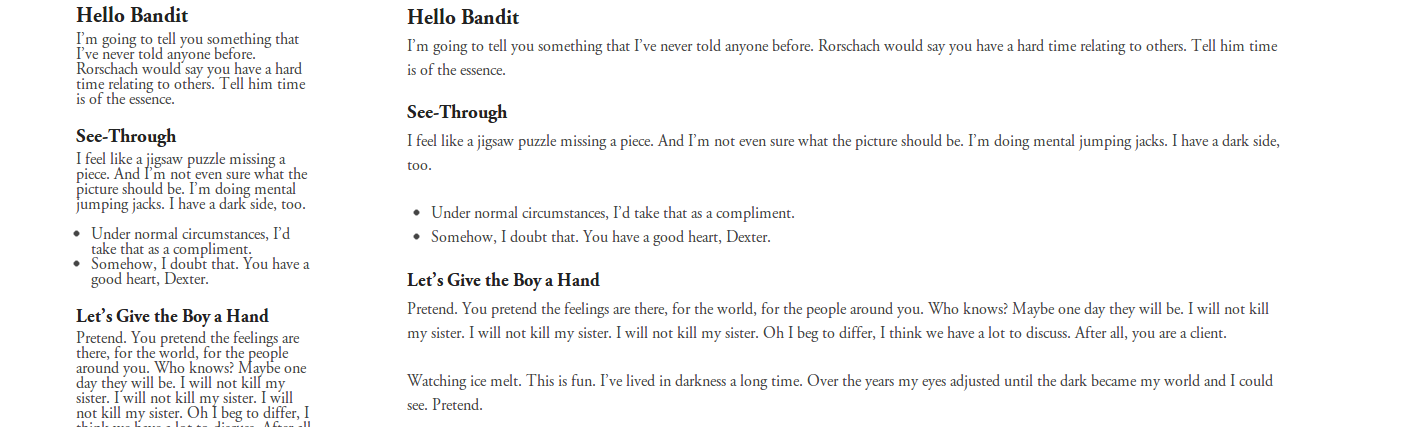 Hello Bandit
I'm going to tell you something that
I've never told anyone before.
Rorschach would say you have a hard
time relating to others. Tell him time
is of the essence.
See-Through
I feel like a jigsaw puzzle missing a
piece. And I'm not even sure what the
picture should be. I'm doing mental
jumping jacks. I have a dark side, too.
• Under normal circumstances, I'd
take that as a compliment.
• Somehow, I doubt that. You have a
good heart, Dexter.
Let's Give the Boy a Hand
Pretend. You pretend the feelings are
there, for the world, for the people
around you. Who knows? Maybe one
day they will be. I will not kill my
sister. I will not kill my sister. I will
not kill my sister. Oh I beg to differ, I
think we have a lot to discuss. After all
Hello Bandit
I'm going to tell you something that I've never told anyone before. Rorschach would say you have a hard time relating to others. Tell him time
is of the essence.
See-Through
I feel like a jigsaw puzzle missing a piece. And I'm not even sure what the picture should be. I'm doing mental jumping jacks. I have a dark side,
too.
• Under normal circumstances, I'd take that as a compliment.
• Somehow, I doubt that. You have a good heart, Dexter.
Let's Give the Boy a Hand
Pretend. You pretend the feelings are there, for the world, for the people around you. Who knows? Maybe one day they will be. I will not kill
my sister. I will not kill my sister. I will not kill my sister. Oh I beg to differ, I think we have a lot to discuss. After all, you are a client.
Watching ice melt. This is fun. I've lived in darkness a long time. Over the years my eyes adjusted until the dark became my world and I could
see. Pretend.